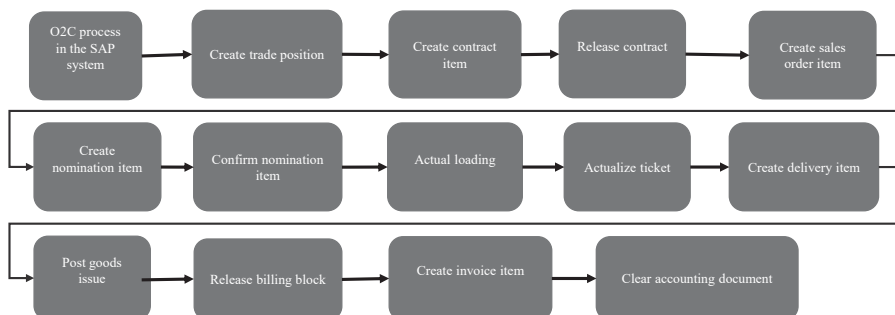 O2C process
in the SAP
system
Create trade position
Create contract
item
Release contract
Create sales
order item
Create
nomination item
Confirm nomination
item
Actual loading
Actualize ticket
Create delivery item
Post goods
issue
Release billing block
Create invoice item
Clear accounting document